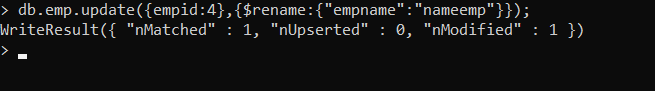 > db.emp.update({empid:4},{$rename:{"empname":"nameemp"}});
WriteResult({ "nMatched" : 1, "nUpserted" : 0, "nModified" : 1 })
>